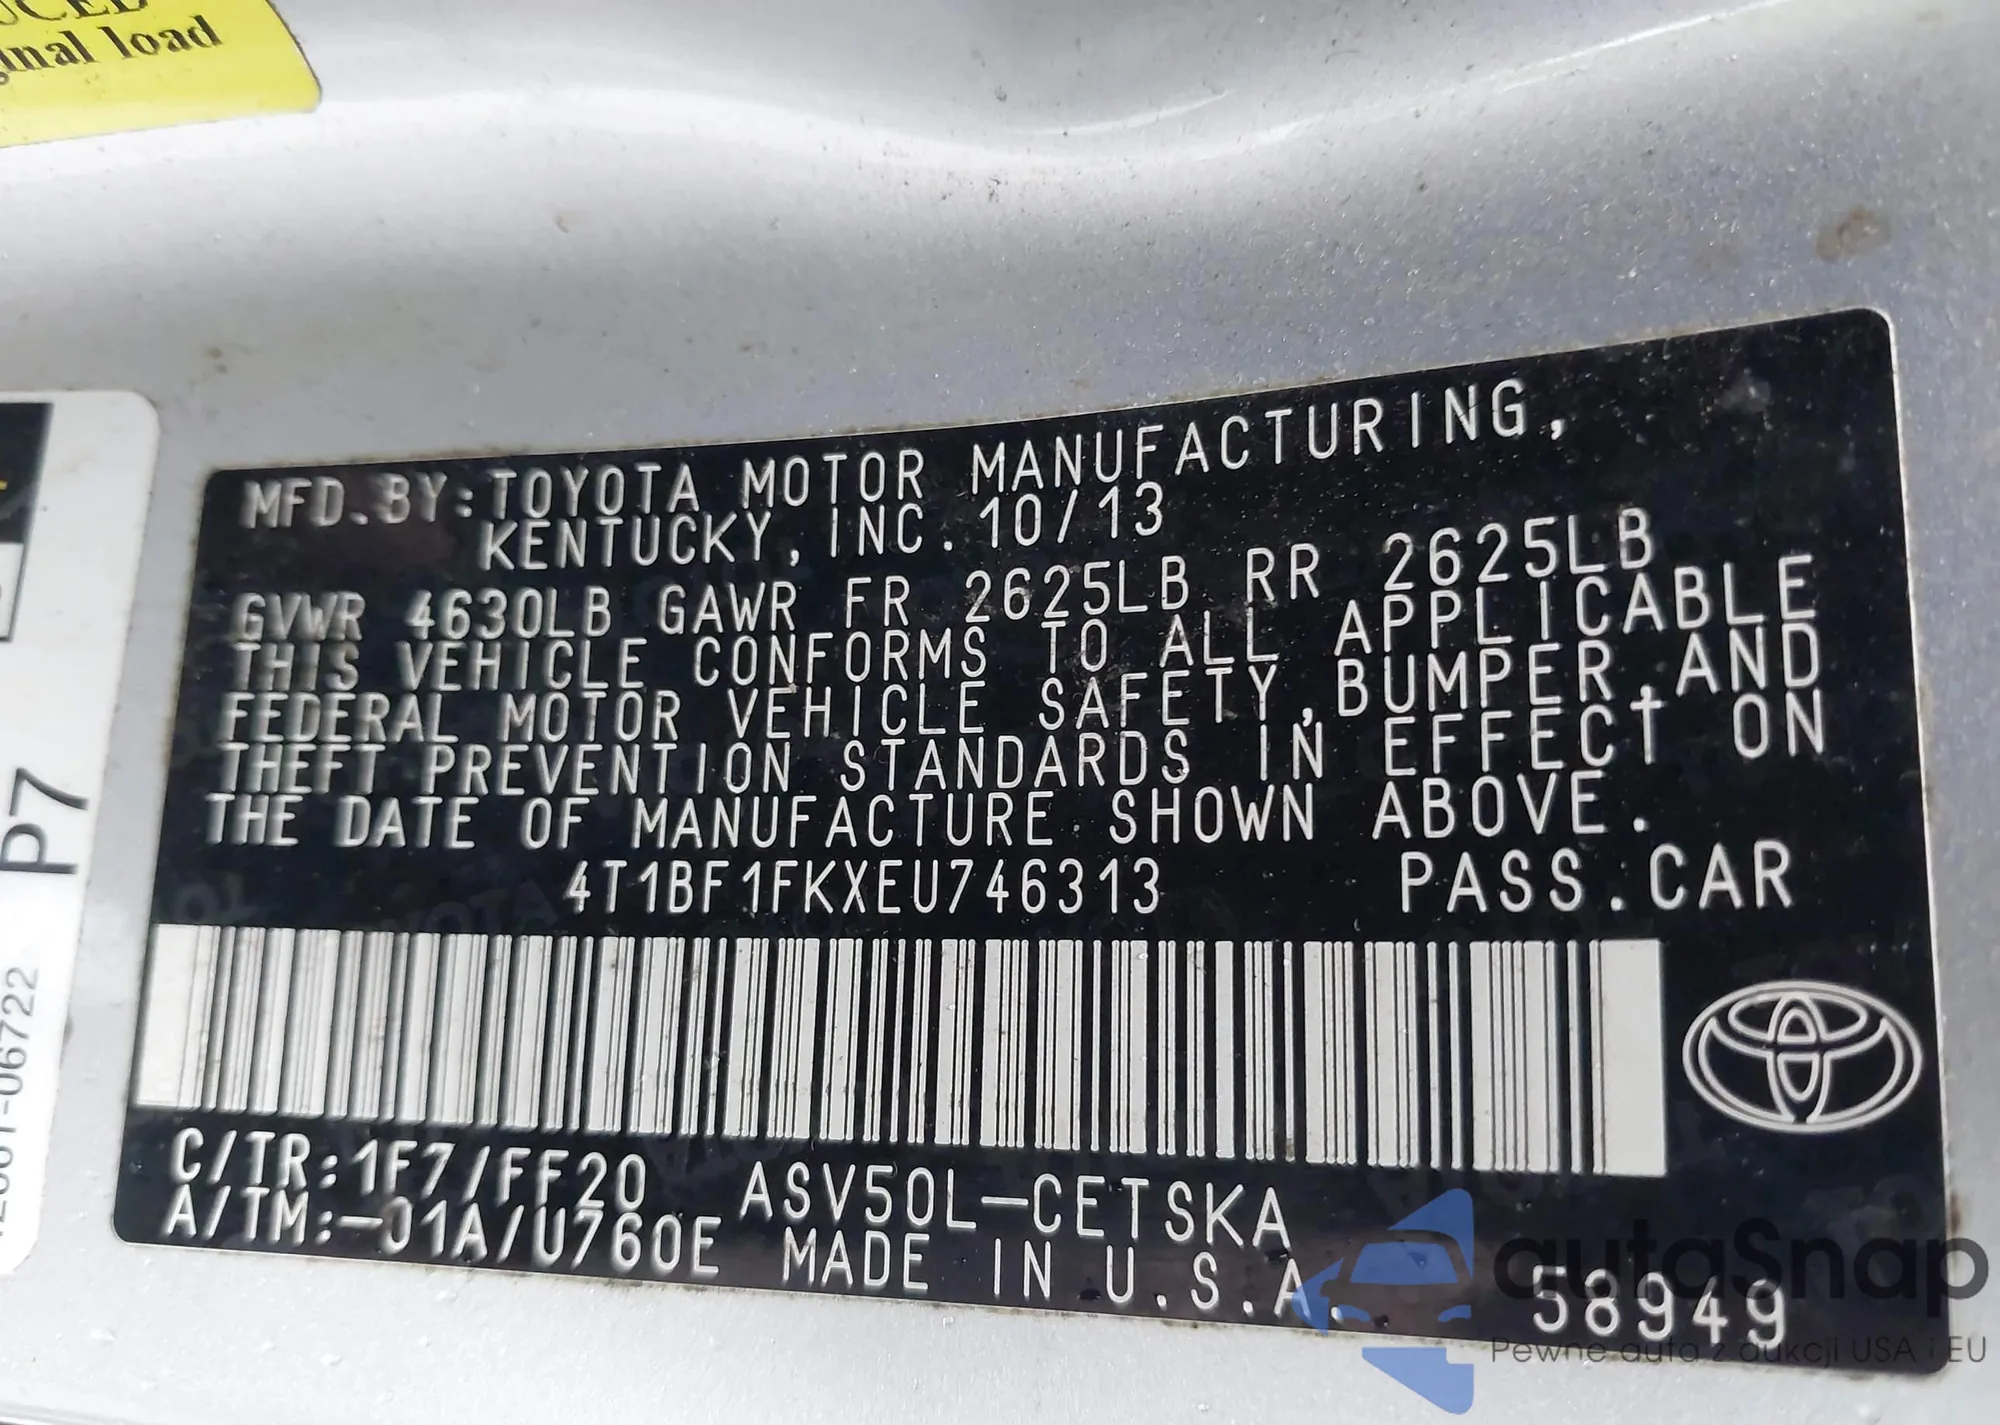 inal load
P7
-06722
MFD. BY: TOYOTA MOTOR MANUFACTURING,
KENTUCKY, INC. 10/13
GVWR 4630LB GAWR FR 2625LB RR 2625LB
THIS VEHICLE CONFORMS TO ALL APPLICABLE
FEDERAL MOTOR VEHICLE SAFETY, BUMPER, AND
THEFT PREVENTION STANDARDS IN EFFECT ON
THE DATE OF MANUFACTURE SHOWN ABOVE.
4T1BF1FKXEU746313 PASS. CAR
C/TR: 1F7/FF20 ASV50L-CETSKA
A/TM: -01A/U760E MADE IN U.S.A. 58949
autoSnap
Pewne auta z aukcji USA i EU